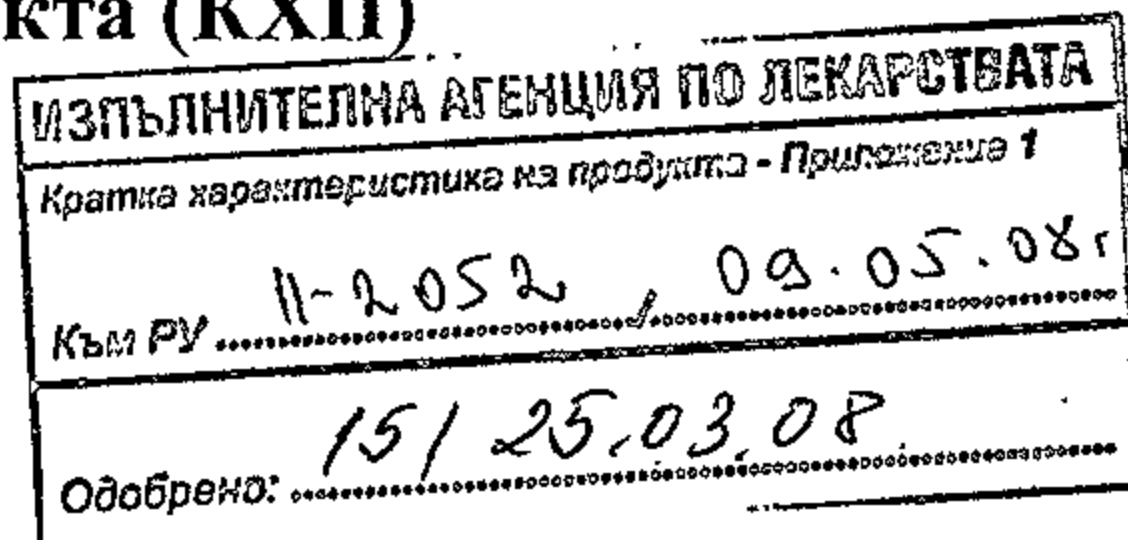 кта (КХП)
ИЗПЪЛНИТЕЛНА АГЕНЦИЯ ПО ЛЕКАРСТВАТА
Кратка характеристика на продукта - Приложение 1
Към РУ II-2052 / 09.05.08г
Одобрено: 15/ 25.03.08